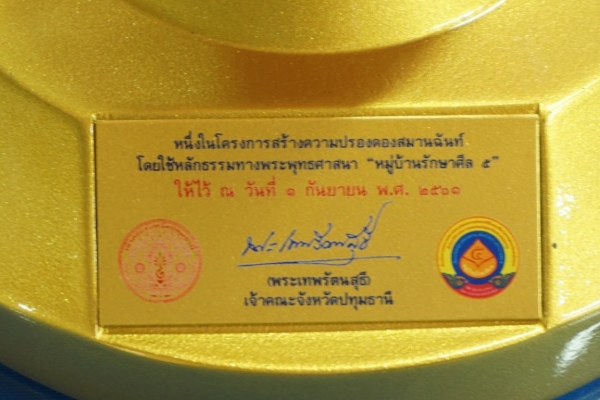 หนึ่งในโครงการสร้างความปรองดองสมานฉันท์
โดยใช้หลักธรรมทางพระพุทธศาสนา “หมู่บ้านรักษาศีล ๕”
ให้ไว้ ณ วันที่ ๑ กันยายน พ.ศ. ๒๕๖๑
(พระเทพรัตนสุธี)
เจ้าคณะจังหวัดปทุมธานี